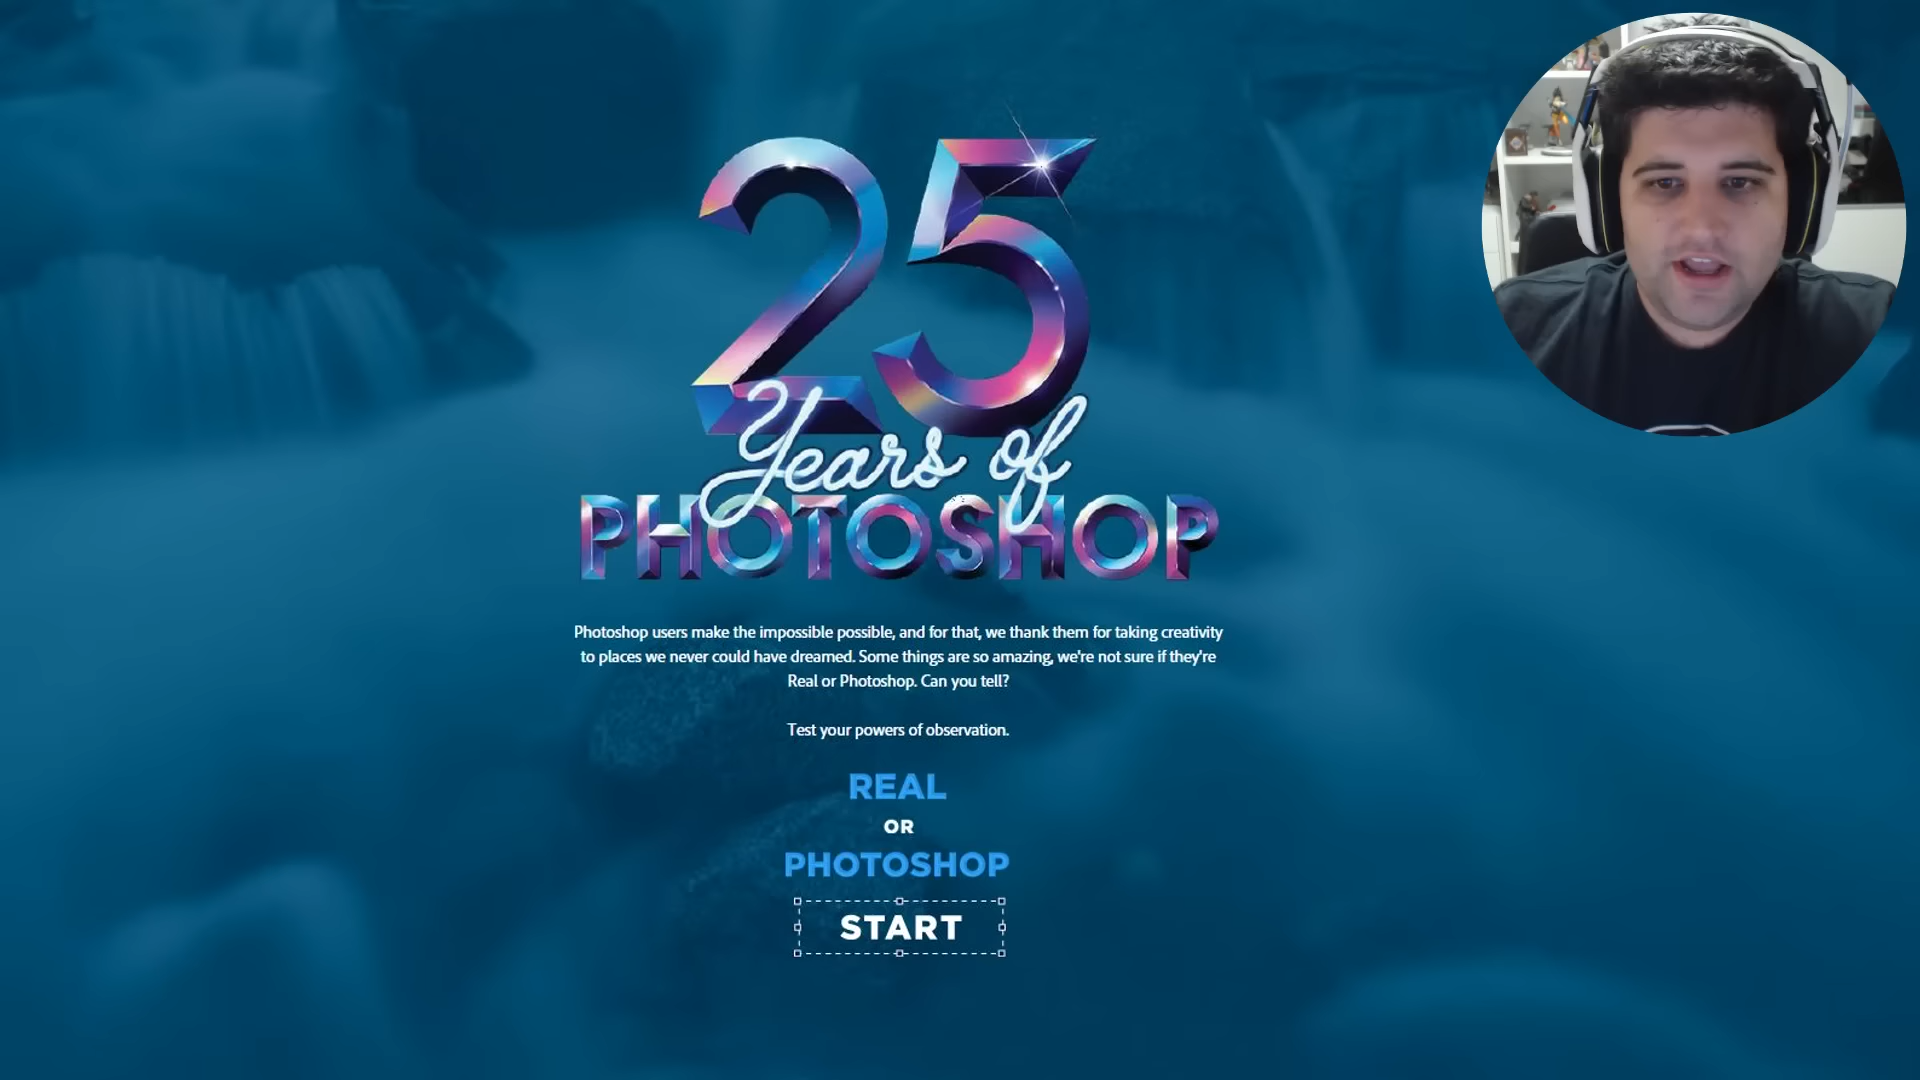 25
Years of
PHOTOSHOP
Photoshop users make the impossible possible, and for that, we thank them for taking creativity
to places we never could have dreamed. Some things are so amazing, we're not sure if they're
Real or Photoshop. Can you tell?
Test your powers of observation.
REAL
OR
PHOTOSHOP
START